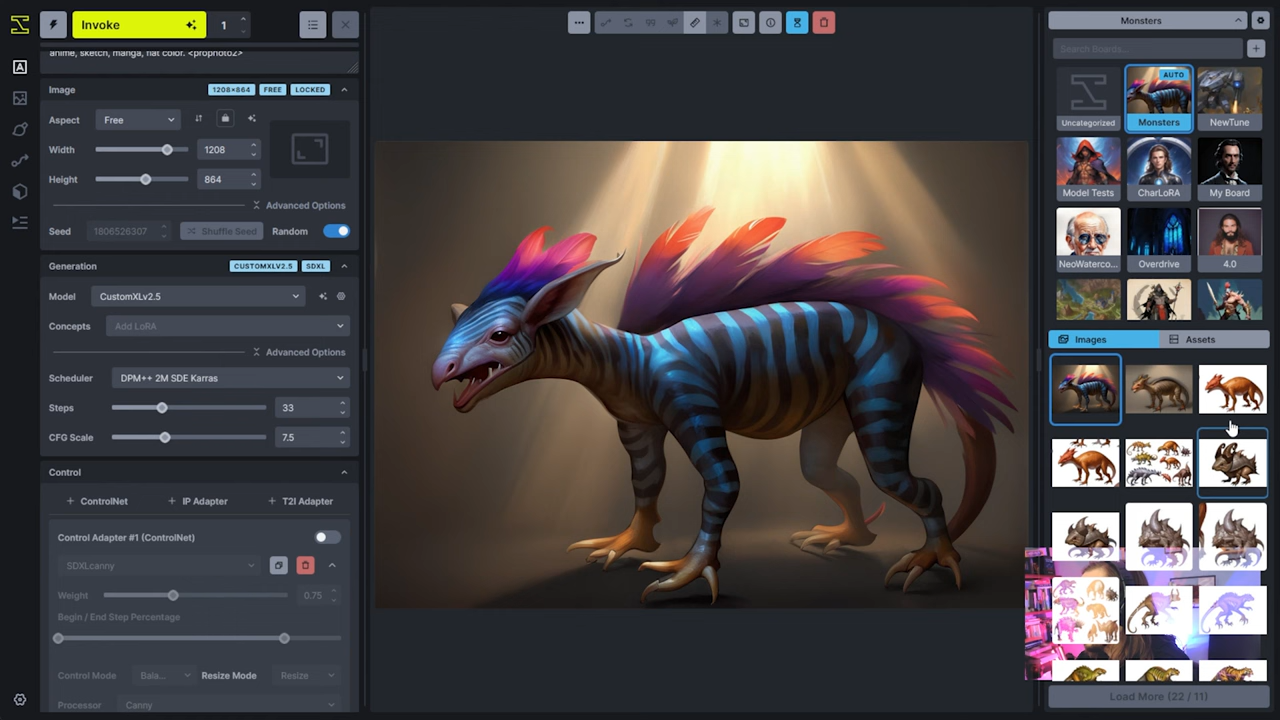 Invoke
1
anime, sketch, manga, flat color. <propnoto2>
Image
1208×864
FREE
LOCKED
Aspect
Free
Width
1208
Height
864
Advanced Options
Seed
1806526307
Shuffle Seed
Random
Generation
CUSTOMXLV2.5
SDXL
Model
CustomXLv2.5
Concepts
Add LoRA
Advanced Options
Scheduler
DPM++ 2M SDE Karras
Steps
33
CFG Scale
7.5
Control
+ ControlNet
+ IP Adapter
+ T2I Adapter
Control Adapter #1 (ControlNet)
SDXLcanny
Weight
0.75
Begin / End Step Percentage
Control Mode
Bala...
Resize Mode
Resize
Processor
Canny
Monsters
Search Boards...
AUTO
Uncategorized
Monsters
NewTune
Model Tests
CharLoRA
My Board
NeoWaterco...
Overdrive
4.0
Images
Assets
Load More (22 / 11)